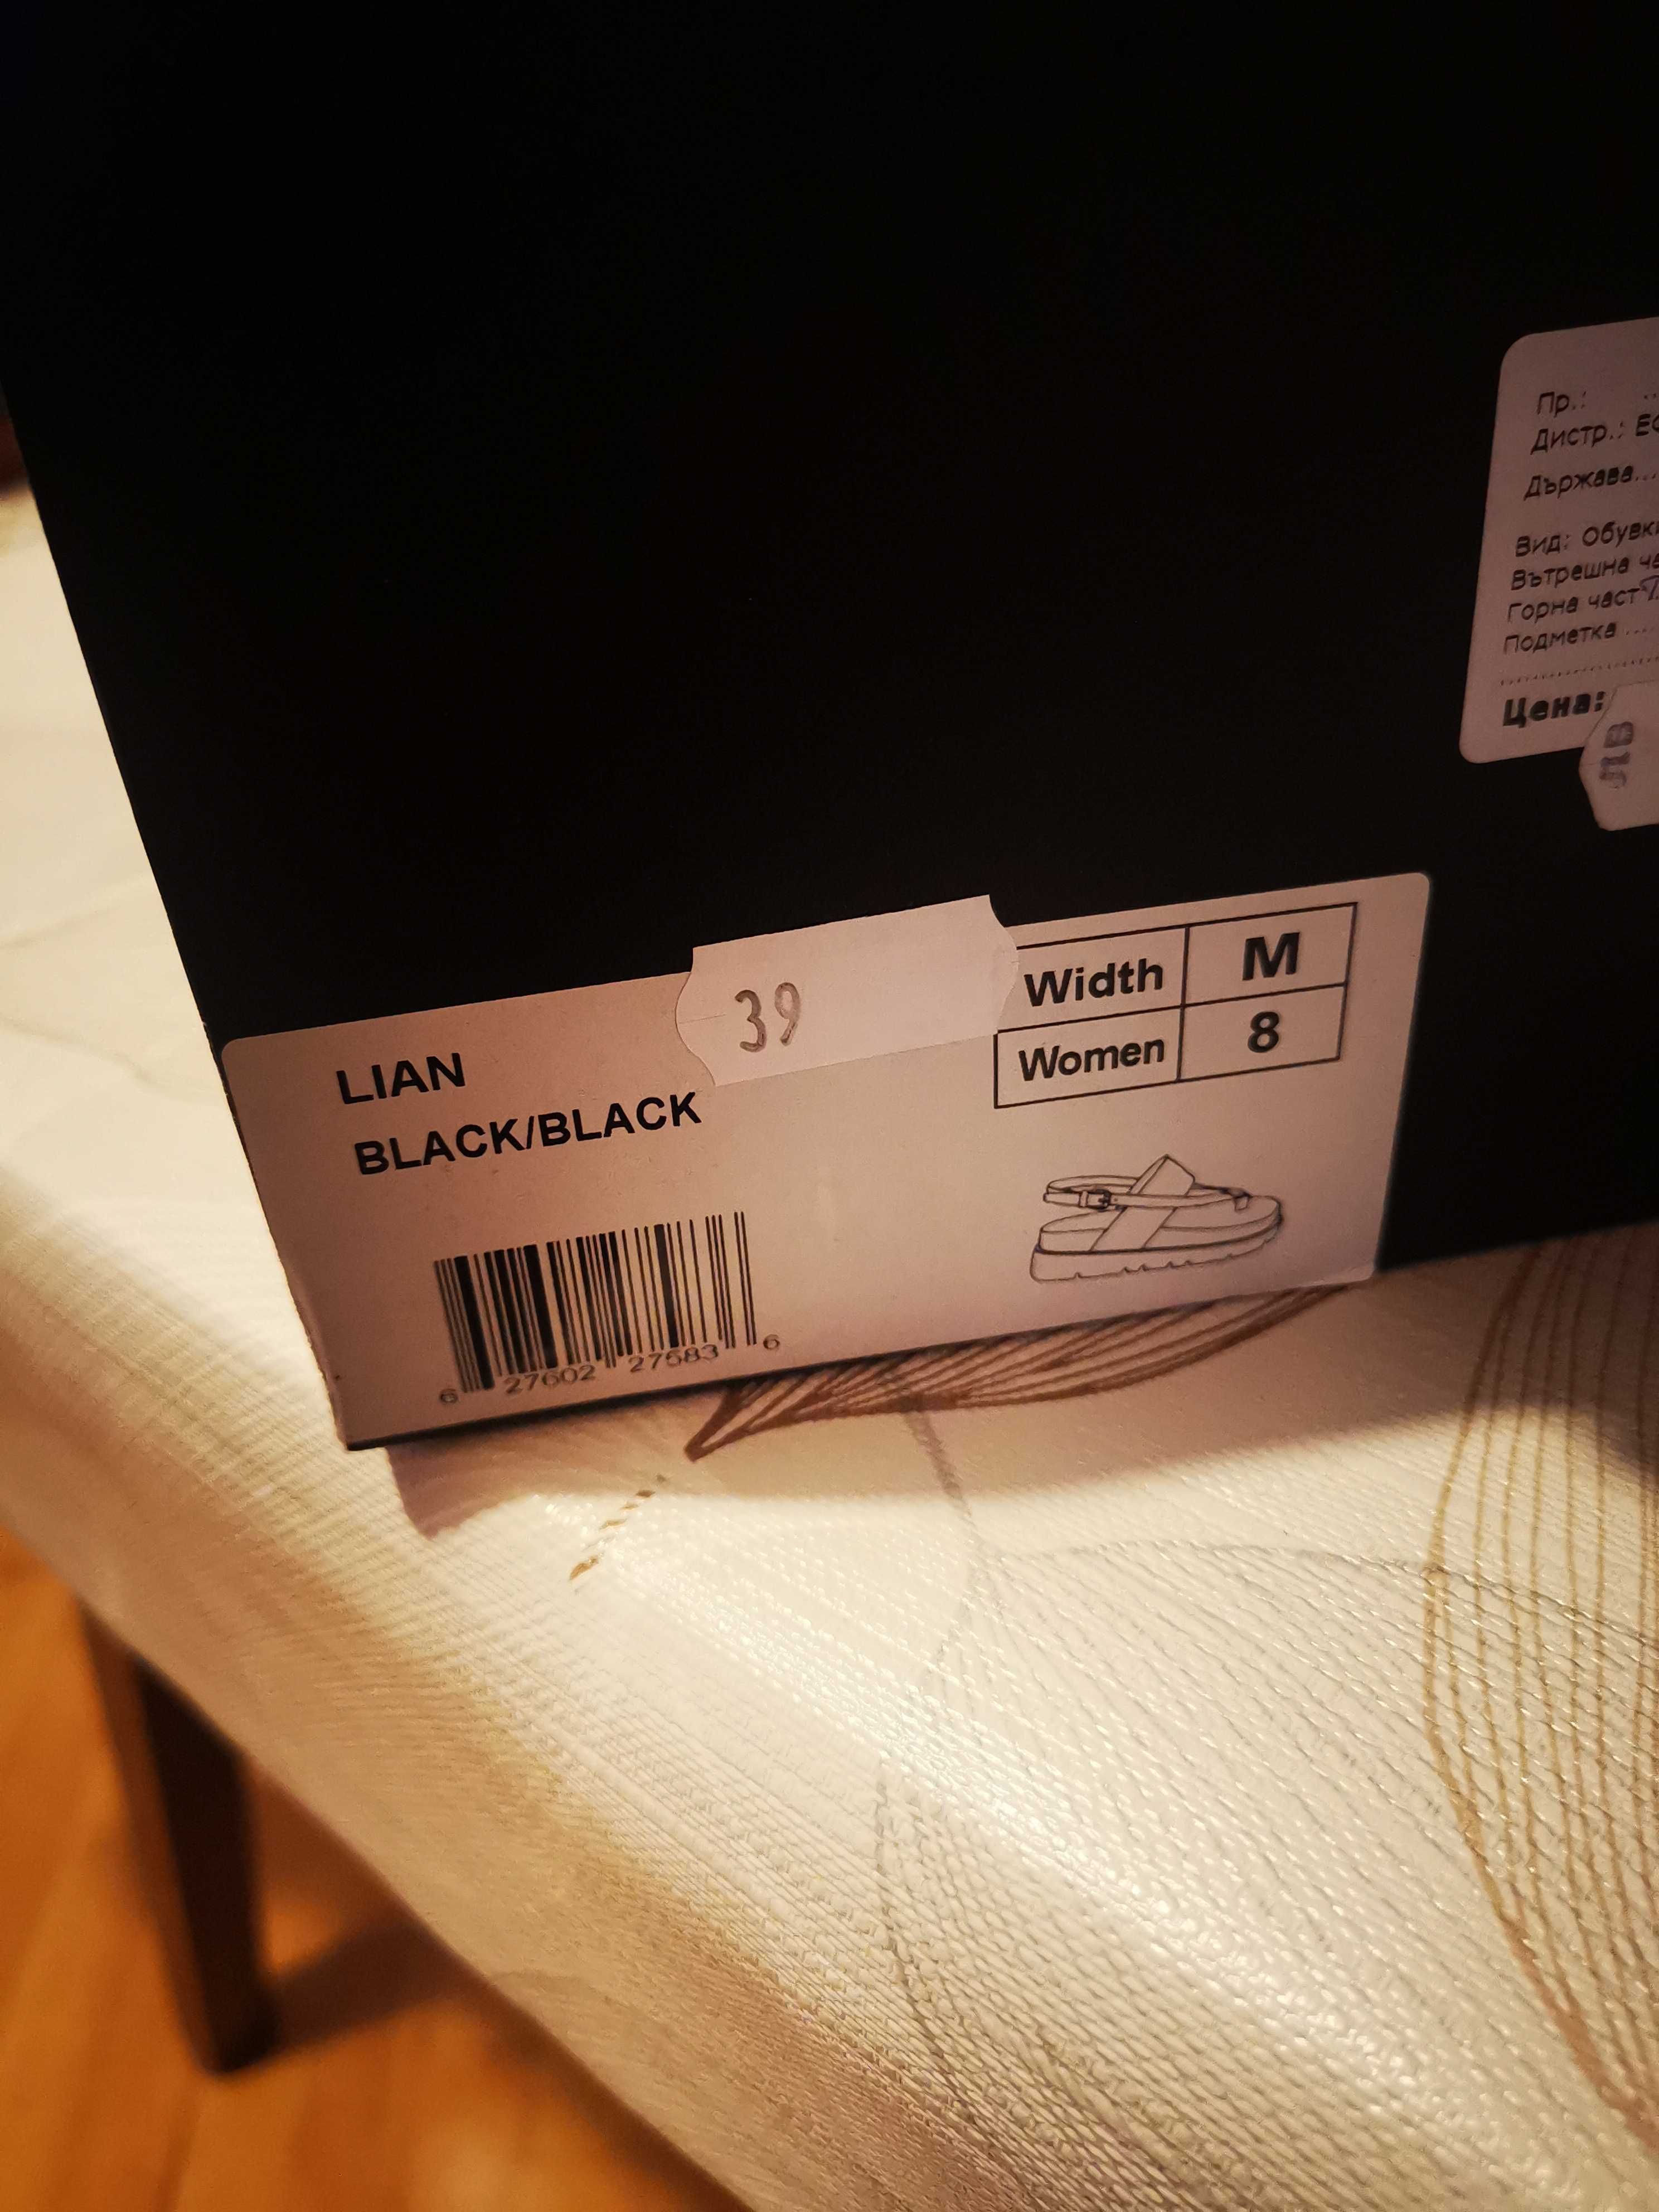 Пр.:
Дистр.:
Държава...
Вид:
Вътрешна
Горна част
Подметка ....
Цена:
39
Width M
Women 8
LIAN
BLACK/BLACK
6 27602 27583 6